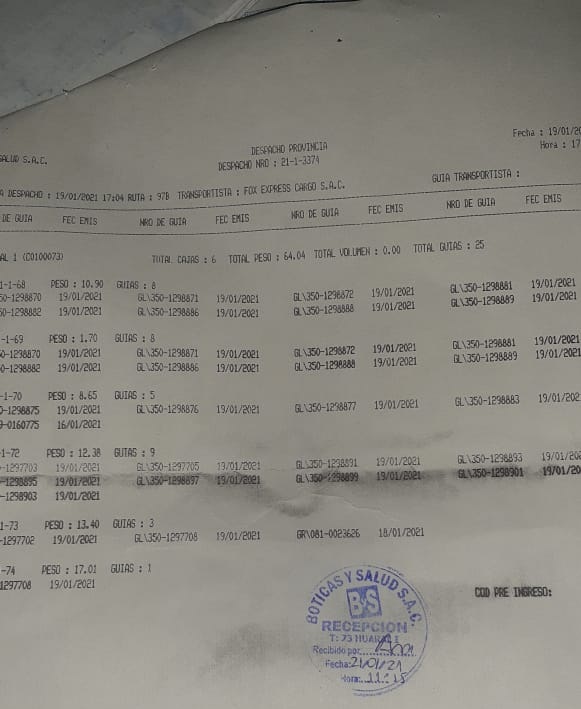 Fecha : 19/01/20
Hora : 17
SALUD S.A.C.
DESPACHO PROVINCIA
DESPACHO NRO : 21-1-3374
GUIA TRANSPORTISTA :
A DESPACHO : 19/01/2021 17:04 RUTA : 97B TRANSPORTISTA : FOX EXPRESS CARGO S.A.C.
DE GUIA FEC EMIS NRO DE GUIA FEC EMIS NRO DE GUIA FEC EMIS NRO DE GUIA FEC EMIS
AL 1 (C0100073) TOTAL CAJAS : 6 TOTAL PESO : 64.04 TOTAL VOLUMEN : 0.00 TOTAL GUIAS : 25
1-1-68 PESO : 10.90 GUIAS : 8
50-1298870 19/01/2021 GL\350-1298871 19/01/2021 GL\350-1298872 19/01/2021 GL\350-1298881 19/01/2021
50-1298882 19/01/2021 GL\350-1298886 19/01/2021 GL\350-1298888 19/01/2021 GL\350-1298889 19/01/2021
-1-69 PESO : 1.70 GUIAS : 8
0-1298870 19/01/2021 GL\350-1298871 19/01/2021 GL\350-1298872 19/01/2021 GL\350-1298881 19/01/2021
0-1298882 19/01/2021 GL\350-1298886 19/01/2021 GL\350-1298888 19/01/2021 GL\350-1298889 19/01/2021
-1-70 PESO : 8.65 GUIAS : 5
0-1298875 19/01/2021 GL\350-1298876 19/01/2021 GL\350-1298877 19/01/2021 GL\350-1298883 19/01/202
-0160775 16/01/2021
-1-72 PESO : 12.38 GUIAS : 9
-1297703 19/01/2021 GL\350-1297705 19/01/2021 GL\350-1298891 19/01/2021 GL\350-1298893 19/01/202
-1298895 19/01/2021 GL\350-1298897 19/01/2021 GL\350-1298899 19/01/2021 GL\350-1298901 19/01/20
-1298903 19/01/2021
1-73 PESO : 13.40 GUIAS : 3
-1297702 19/01/2021 GL\350-1297708 19/01/2021 GR\081-0023626 18/01/2021
-74 PESO : 17.01 GUIAS : 1
1297708 19/01/2021
COD PRE INGRESO:
BOTICAS Y SALUD S.A.C.
B&S
RECEPCION
T: 73 HUARAL 1
Recibido por:
Fecha: 21/01/21
Hora: 11:15